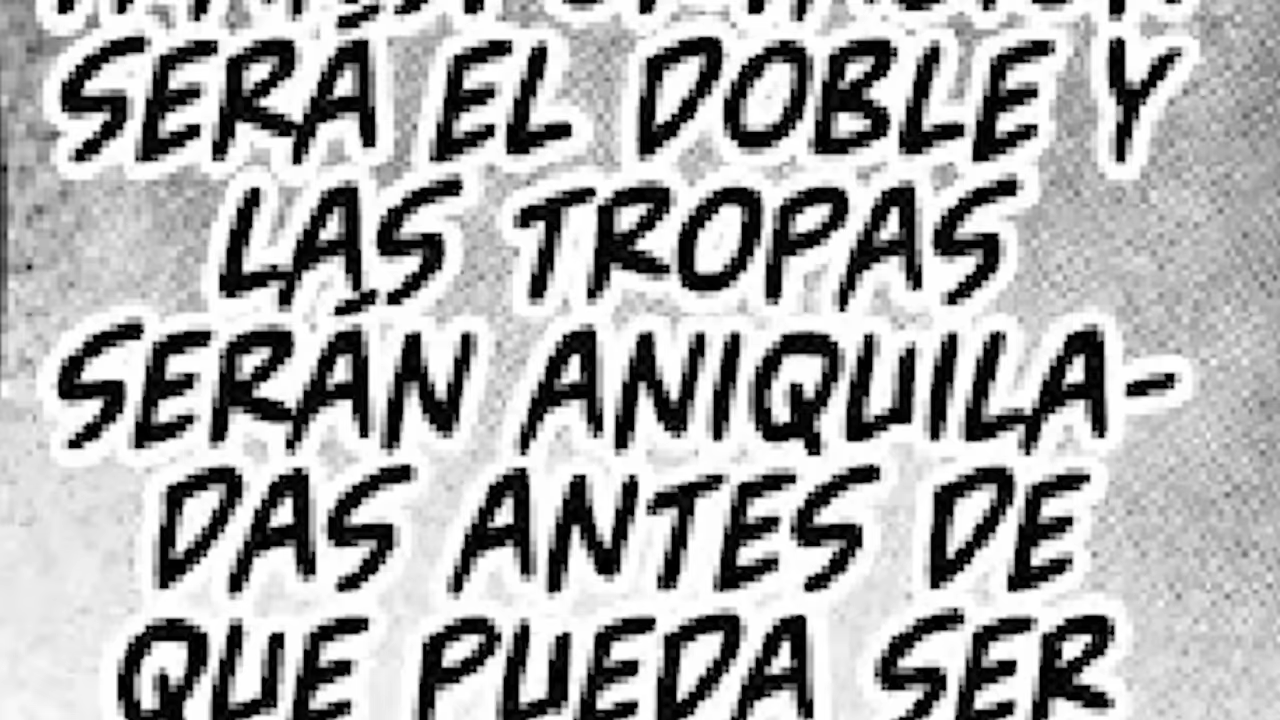 SERÁ EL DOBLE Y
LAS TROPAS
SERÁN ANIQUILA-
DAS ANTES DE
QUE PUEDA SER